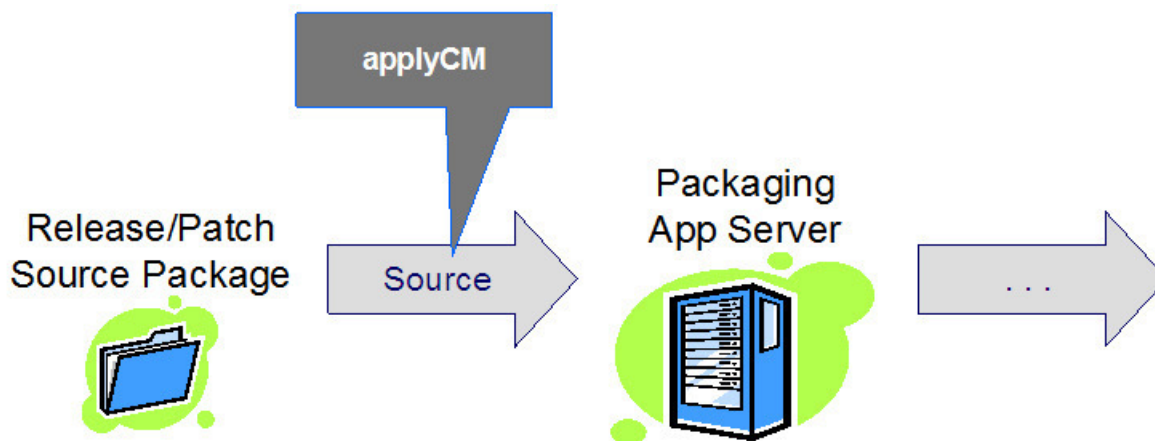 applyCM
Release/Patch
Source Package
Source
Packaging
App Server
. . .